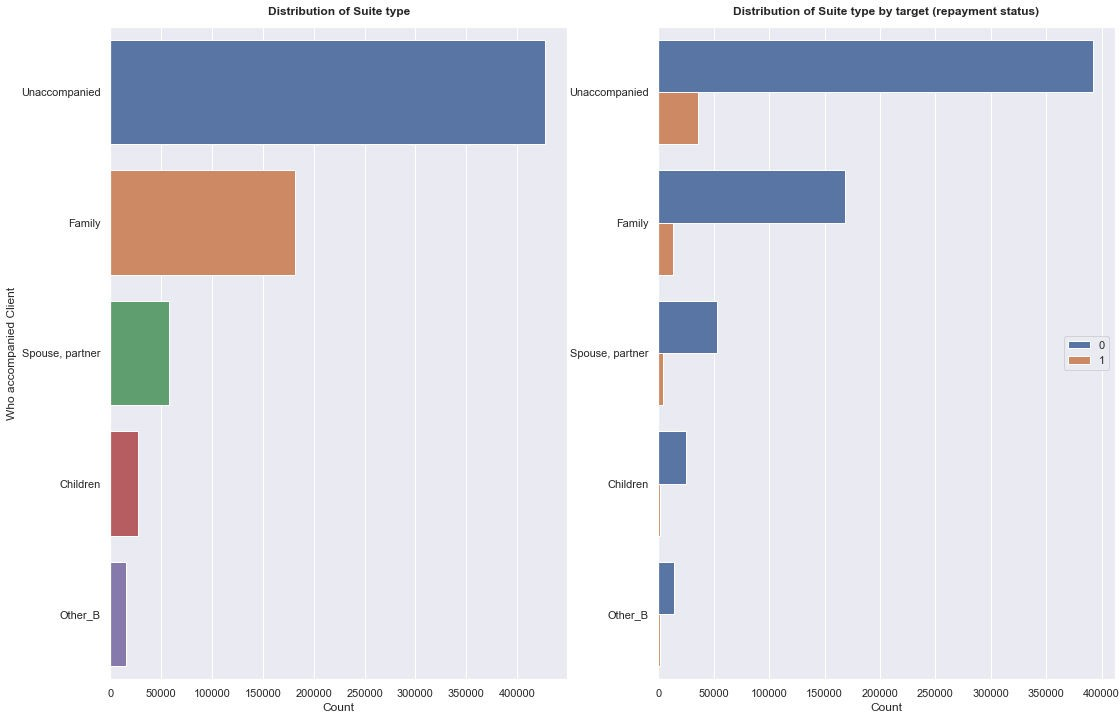 Distribution of Suite type
Who accompanied Client
Unaccompanied
Family
Spouse, partner
Children
Other_B
0 50000 100000 150000 200000 250000 300000 350000 400000
Count
Distribution of Suite type by target (repayment status)
Unaccompanied
Family
Spouse, partner
Children
Other_B
0
1
0 50000 100000 150000 200000 250000 300000 350000 400000
Count